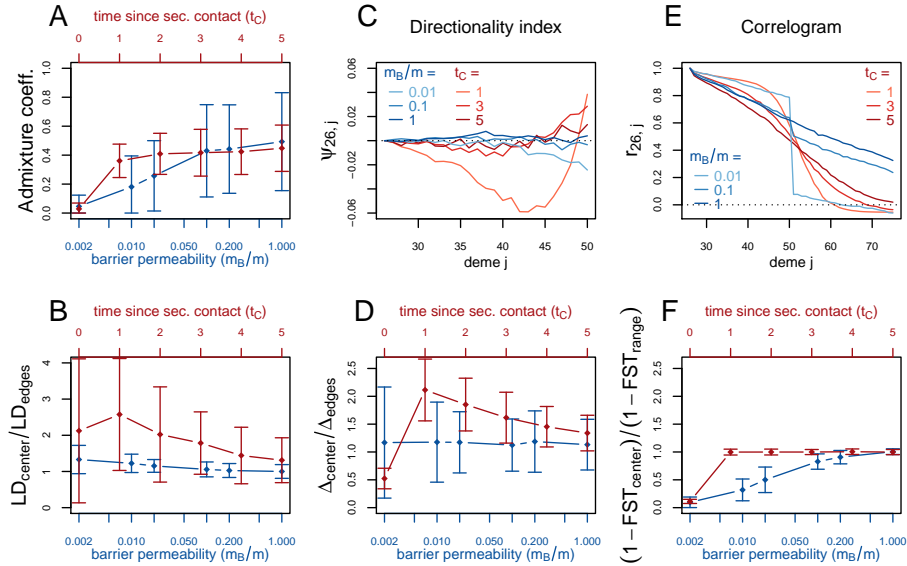 A
time since sec. contact (tC)
0 1 2 3 4 5
Admixture coeff.
0.0 0.2 0.4 0.6 0.8 1.0
0.002 0.010 0.050 0.200 1.000
barrier permeability (mB/m)
C Directionality index
mB/m = tC =
0.01 1
0.1 3
1 5
Ψ26, j
−0.06 −0.02 0.02 0.06
30 35 40 45 50
deme j
E Correlogram
tC =
1
3
5
mB/m =
0.01
0.1
1
r26, j
0.0 0.2 0.4 0.6 0.8 1.0
30 40 50 60 70
deme j
B
time since sec. contact (tC)
0 1 2 3 4 5
LDcenter/LDedges
0 1 2 3 4
0.002 0.010 0.050 0.200 1.000
barrier permeability (mB/m)
D
time since sec. contact (tC)
0 1 2 3 4 5
Δcenter/Δedges
0.0 0.5 1.0 1.5 2.0 2.5
0.002 0.010 0.050 0.200 1.000
barrier permeability (mB/m)
F
time since sec. contact (tC)
0 1 2 3 4 5
(1−FSTcenter)/(1−FSTrange)
0.0 0.5 1.0 1.5 2.0 2.5
0.002 0.010 0.050 0.200 1.000
barrier permeability (mB/m)